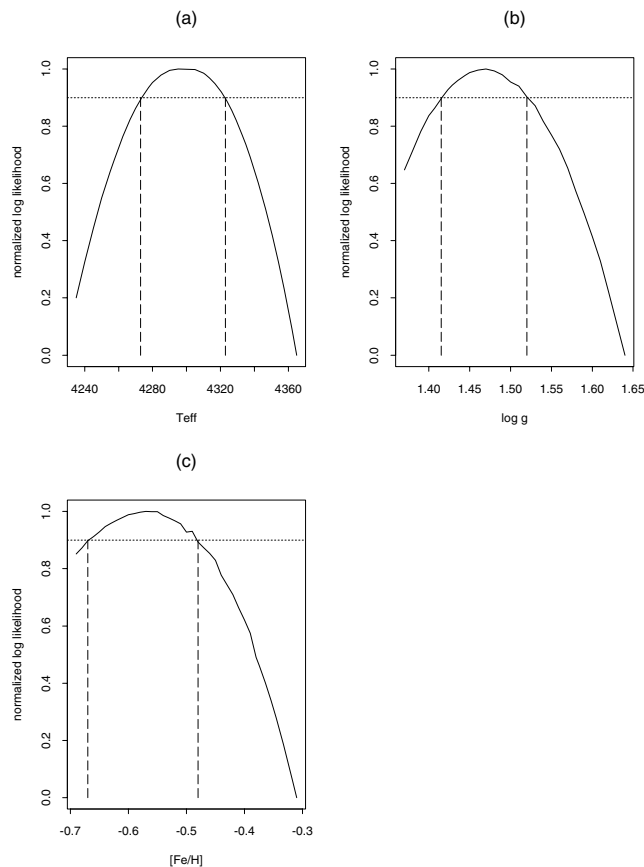 (a)
normalized log likelihood
0.0 0.2 0.4 0.6 0.8 1.0
4240 4280 4320 4360
Teff
(b)
normalized log likelihood
0.0 0.2 0.4 0.6 0.8 1.0
1.40 1.45 1.50 1.55 1.60 1.65
log g
(c)
normalized log likelihood
0.0 0.2 0.4 0.6 0.8 1.0
-0.7 -0.6 -0.5 -0.4 -0.3
[Fe/H]